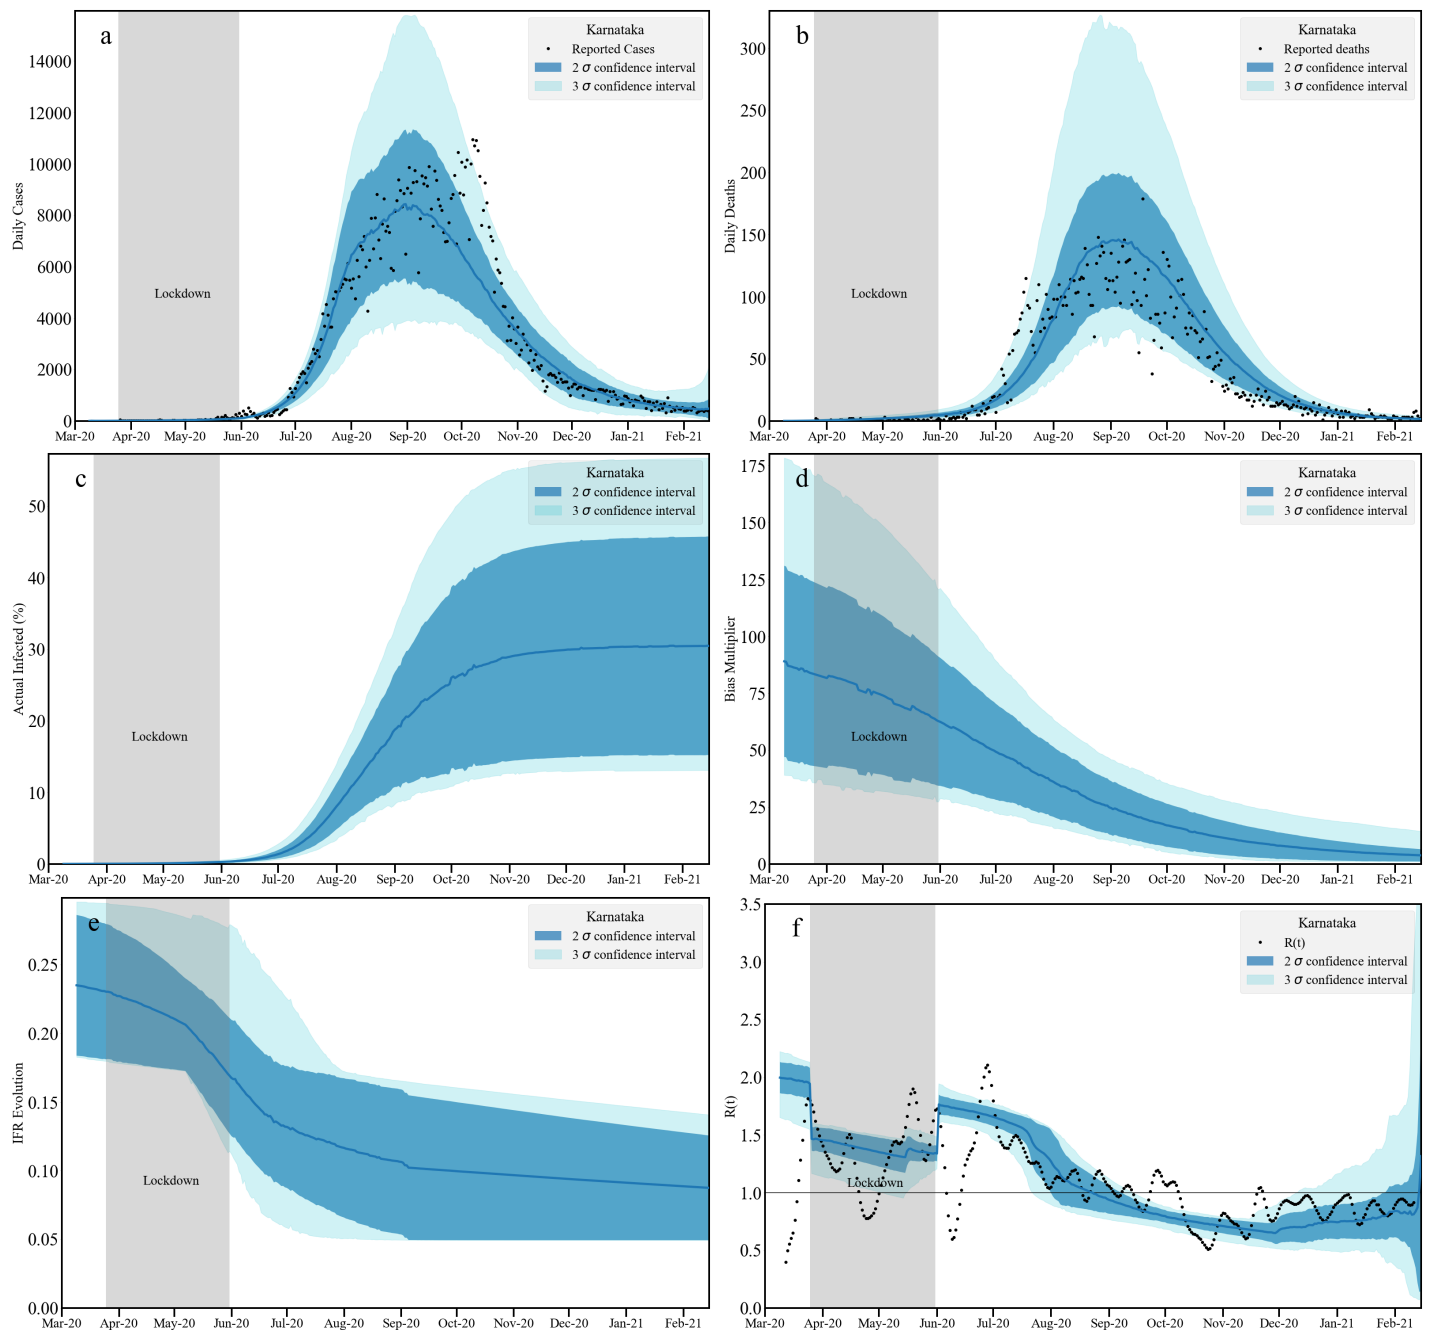 a
Karnataka
Reported Cases
2 σ confidence interval
3 σ confidence interval
Daily Cases
14000
12000
10000
8000
6000
4000
2000
0
Lockdown
Mar-20 Apr-20 May-20 Jun-20 Jul-20 Aug-20 Sep-20 Oct-20 Nov-20 Dec-20 Jan-21 Feb-21
b
Karnataka
Reported deaths
2 σ confidence interval
3 σ confidence interval
Daily Deaths
300
250
200
150
100
50
0
Lockdown
Mar-20 Apr-20 May-20 Jun-20 Jul-20 Aug-20 Sep-20 Oct-20 Nov-20 Dec-20 Jan-21 Feb-21
c
Karnataka
2 σ confidence interval
3 σ confidence interval
Actual Infected (%)
50
40
30
20
10
0
Lockdown
Mar-20 Apr-20 May-20 Jun-20 Jul-20 Aug-20 Sep-20 Oct-20 Nov-20 Dec-20 Jan-21 Feb-21
d
Karnataka
2 σ confidence interval
3 σ confidence interval
Bias Multiplier
175
150
125
100
75
50
25
0
Lockdown
Mar-20 Apr-20 May-20 Jun-20 Jul-20 Aug-20 Sep-20 Oct-20 Nov-20 Dec-20 Jan-21 Feb-21
e
Karnataka
2 σ confidence interval
3 σ confidence interval
IFR Evolution
0.25
0.20
0.15
0.10
0.05
0.00
Lockdown
Mar-20 Apr-20 May-20 Jun-20 Jul-20 Aug-20 Sep-20 Oct-20 Nov-20 Dec-20 Jan-21 Feb-21
f
Karnataka
R(t)
2 σ confidence interval
3 σ confidence interval
R(t)
3.5
3.0
2.5
2.0
1.5
1.0
0.5
0.0
Lockdown
Mar-20 Apr-20 May-20 Jun-20 Jul-20 Aug-20 Sep-20 Oct-20 Nov-20 Dec-20 Jan-21 Feb-21